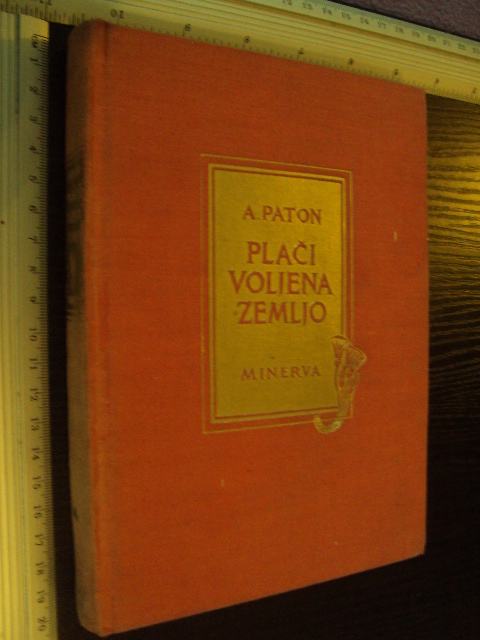 A. PATON
PLAČI
VOLJENA
ZEMLJO
MINERVA